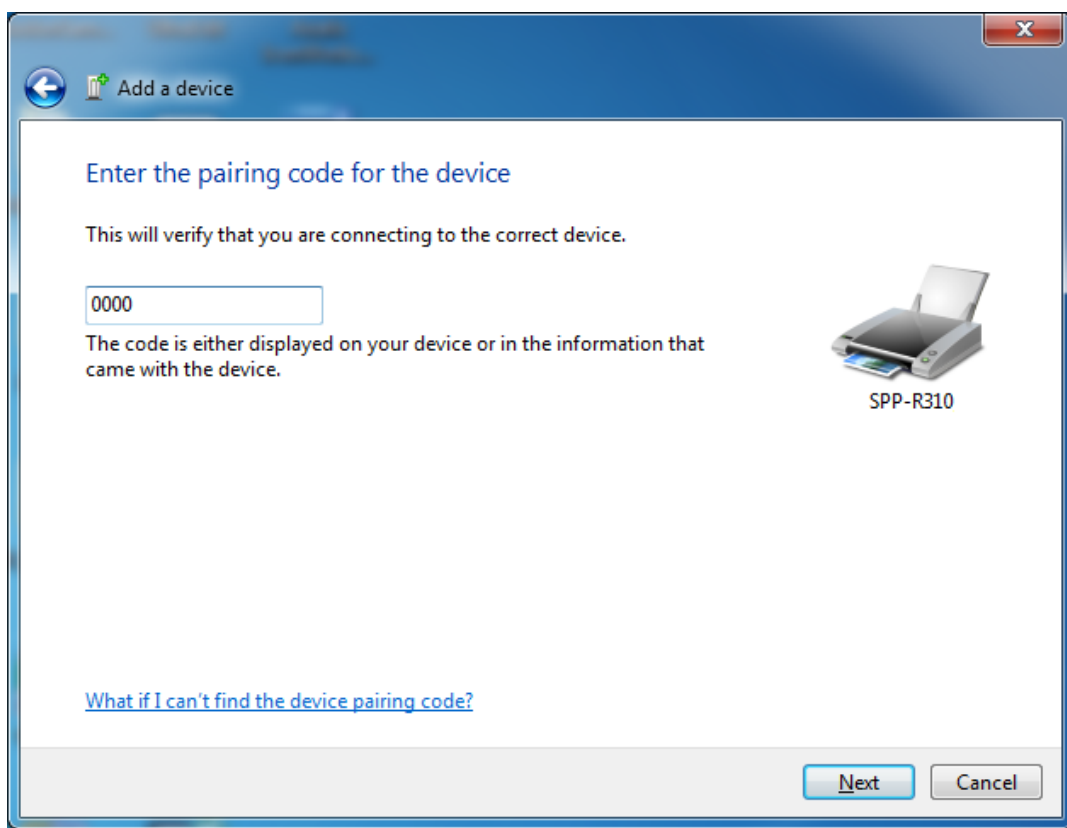 Add a device
Enter the pairing code for the device
This will verify that you are connecting to the correct device.
0000
The code is either displayed on your device or in the information that
came with the device.
SPP-R310
What if I can't find the device pairing code?
Next
Cancel